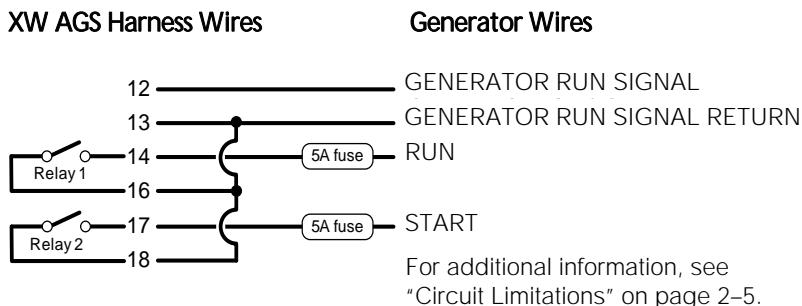 XW AGS Harness Wires Generator Wires
12 GENERATOR RUN SIGNAL
13 GENERATOR RUN SIGNAL RETURN
14 5A fuse RUN
Relay 1
16
17 5A fuse START
Relay 2
18
For additional information, see
"Circuit Limitations" on page 2–5.